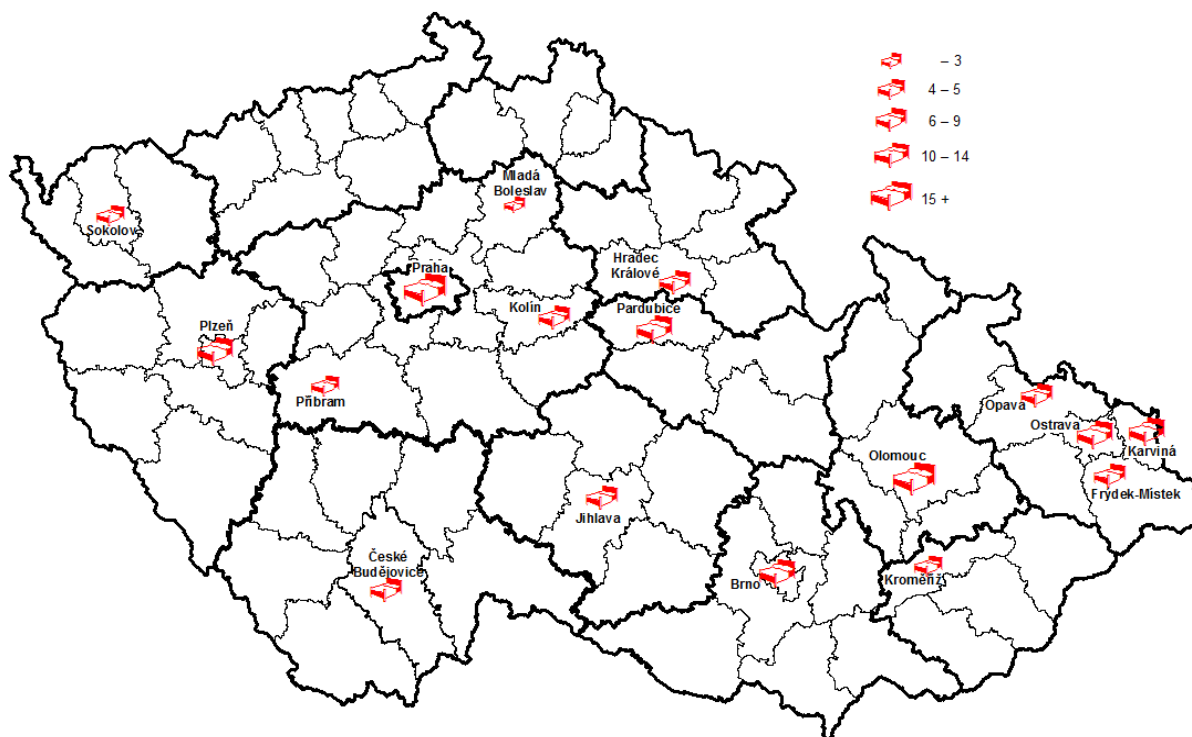 – 3
4 – 5
6 – 9
10 – 14
15 +
Mladá
Boleslav
Sokolov
Hradec
Králové
Praha
Kolín
Pardubice
Plzeň
Příbram
Opava
Ostrava
Karviná
Olomouc
Frýdek-Místek
Jihlava
České
Budějovice
Brno
Kroměříž